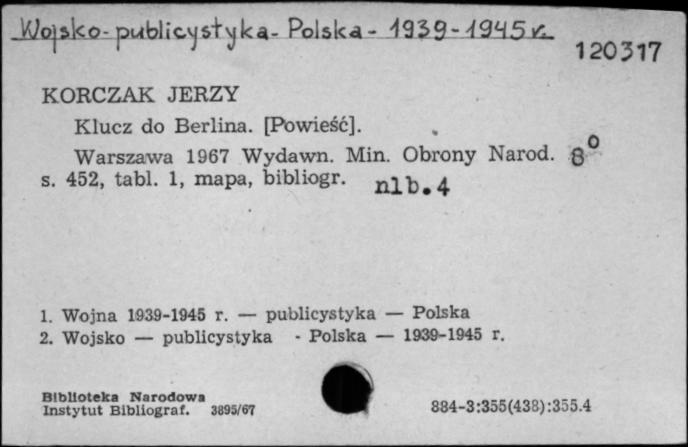 Wojsko - publicystyka - Polska - 1939-1945 r.
120317
KORCZAK JERZY
Klucz do Berlina. [Powieść].
Warszawa 1967 Wydawn. Min. Obrony Narod. 8⁰
s. 452, tabl. 1, mapa, bibliogr. nlb. 4
1. Wojna 1939-1945 r. — publicystyka — Polska
2. Wojsko — publicystyka - Polska — 1939-1945 r.
Biblioteka Narodowa
Instytut Bibliograf. 3895/67
884-3:355(438):355.4